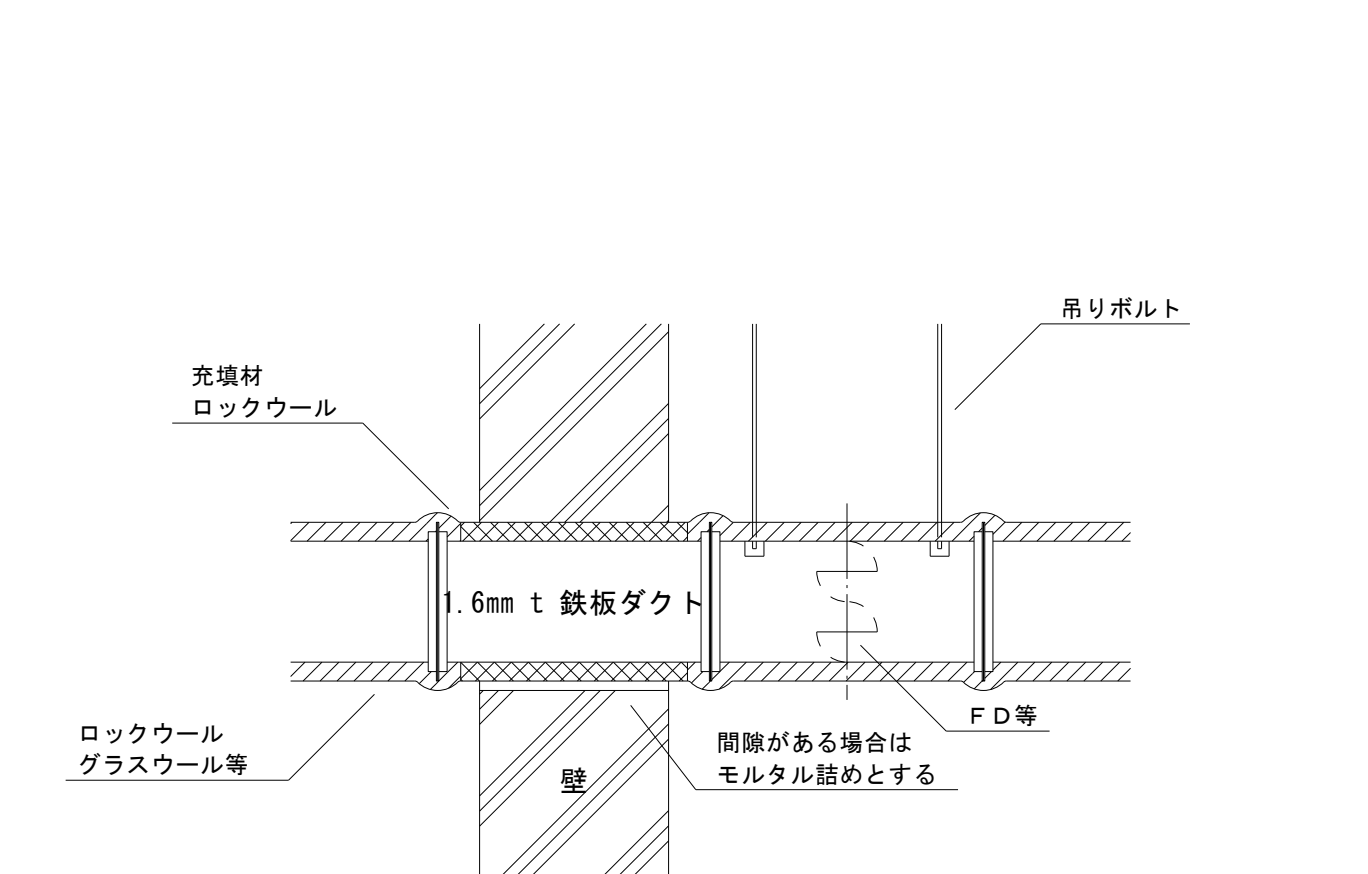 吊りボルト
充填材
ロックウール
1.6mm t 鉄板ダクト
ＦＤ等
ロックウール
グラスウール等
間隙がある場合は
モルタル詰めとする
壁